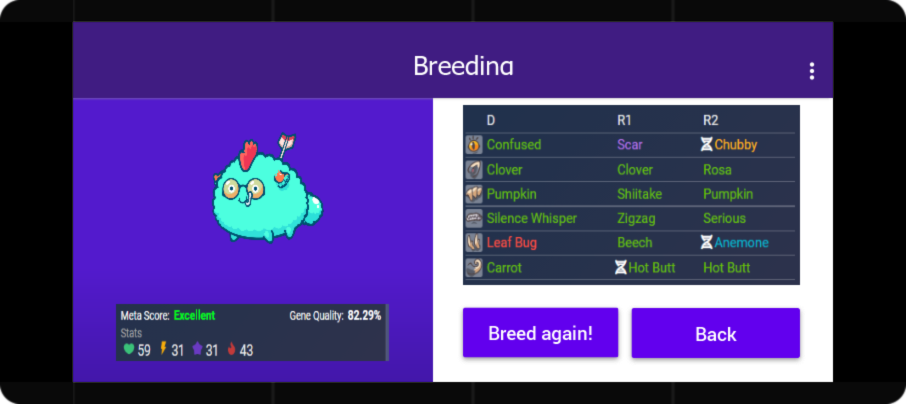 Breeding
D R1 R2
Confused Scar Chubby
Clover Clover Rosa
Pumpkin Shiitake Pumpkin
Silence Whisper Zigzag Serious
Leaf Bug Beech Anemone
Carrot Hot Butt Hot Butt
Meta Score: Excellent Gene Quality: 82.29%
Stats
59 31 31 43
Breed again! Back